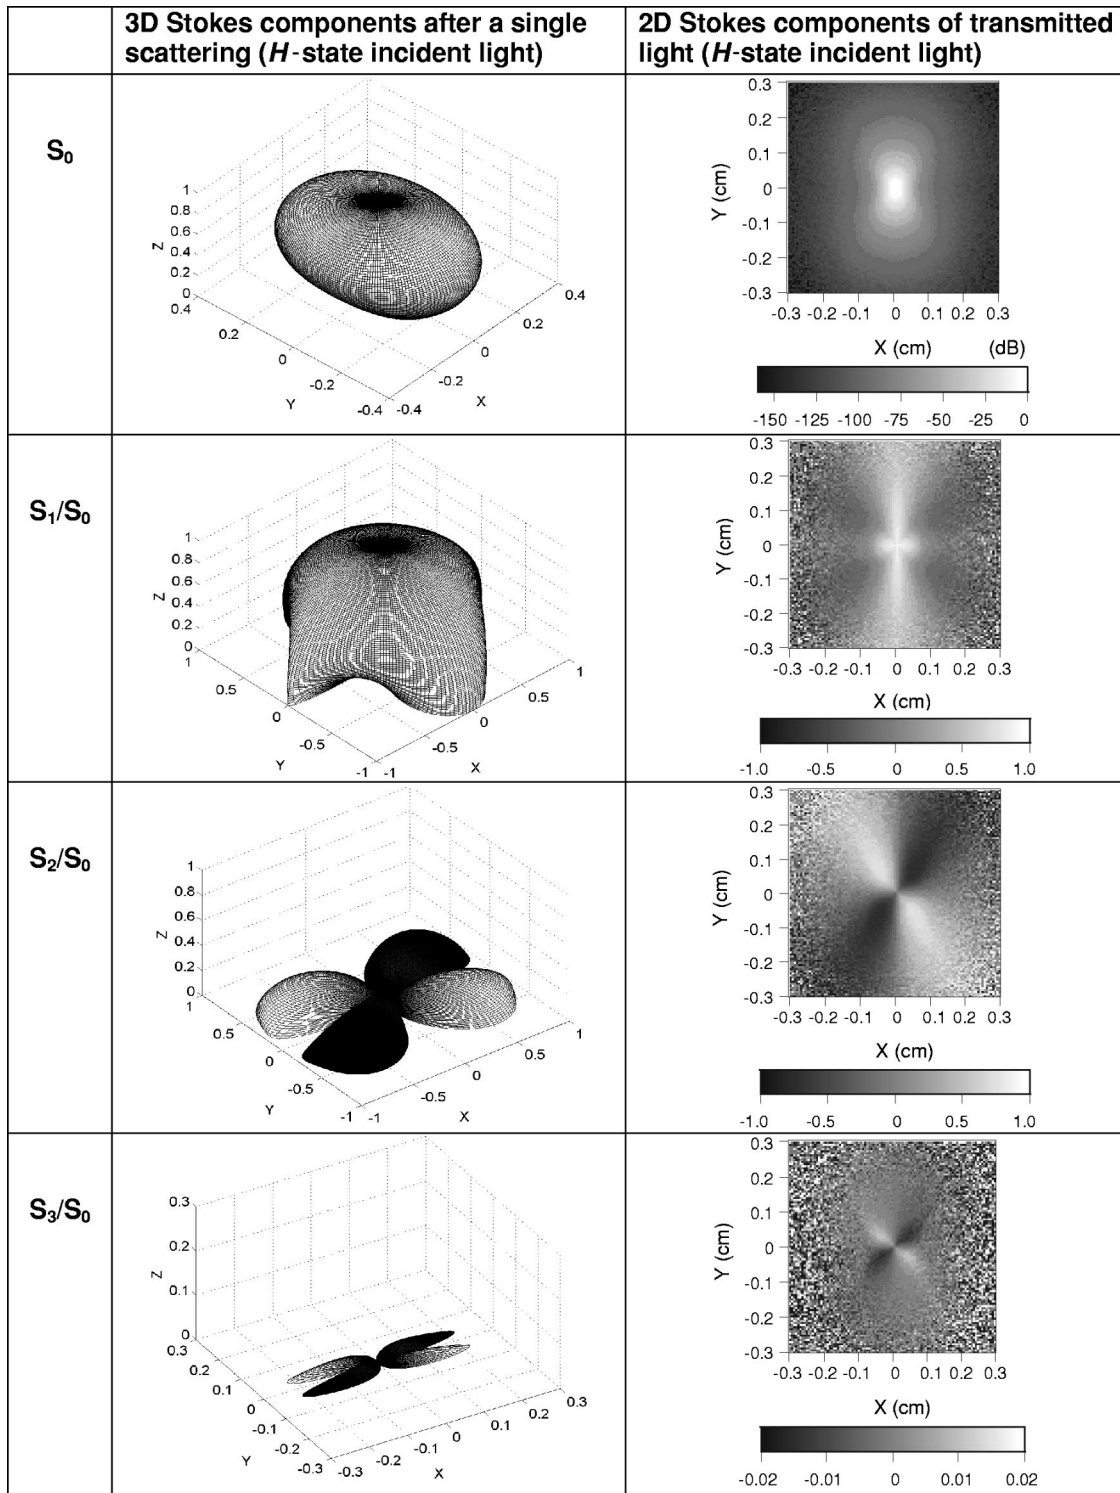 3D Stokes components after a single
scattering (H-state incident light)
2D Stokes components of transmitted
light (H-state incident light)
S₀
1
0.8
0.6
0.4
0.2
0
Z
0.4
0.2
0
-0.2
-0.4
Y
-0.4
-0.2
0
0.2
0.4
X
0.3
0.2
0.1
0
-0.1
-0.2
-0.3
Y (cm)
-0.3 -0.2 -0.1 0 0.1 0.2 0.3
X (cm) (dB)
-150 -125 -100 -75 -50 -25 0
S₁/S₀
1
0.8
0.6
0.4
0.2
0
Z
1
0.5
0
-0.5
-1
Y
-1
-0.5
0
0.5
1
X
0.3
0.2
0.1
0
-0.1
-0.2
-0.3
Y (cm)
-0.3 -0.2 -0.1 0 0.1 0.2 0.3
X (cm)
-1.0 -0.5 0 0.5 1.0
S₂/S₀
1
0.8
0.6
0.4
0.2
0
Z
1
0.5
0
-0.5
-1
Y
-1
-0.5
0
0.5
1
X
0.3
0.2
0.1
0
-0.1
-0.2
-0.3
Y (cm)
-0.3 -0.2 -0.1 0 0.1 0.2 0.3
X (cm)
-1.0 -0.5 0 0.5 1.0
S₃/S₀
0.3
0.2
0.1
0
Z
0.3
0.2
0.1
0
-0.1
-0.2
-0.3
Y
-0.3
-0.2
-0.1
0
0.1
0.2
0.3
X
0.3
0.2
0.1
0
-0.1
-0.2
-0.3
Y (cm)
-0.3 -0.2 -0.1 0 0.1 0.2 0.3
X (cm)
-0.02 -0.01 0 0.01 0.02